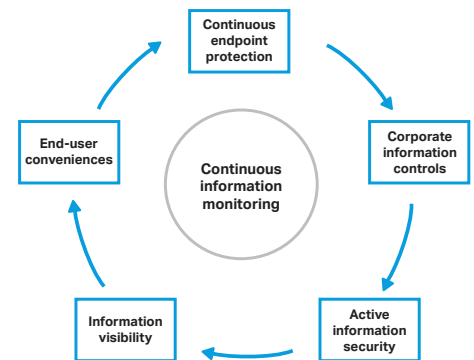 Continuous
endpoint
protection
Corporate
information
controls
Active
information
security
Information
visibility
End-user
conveniences
Continuous
information
monitoring